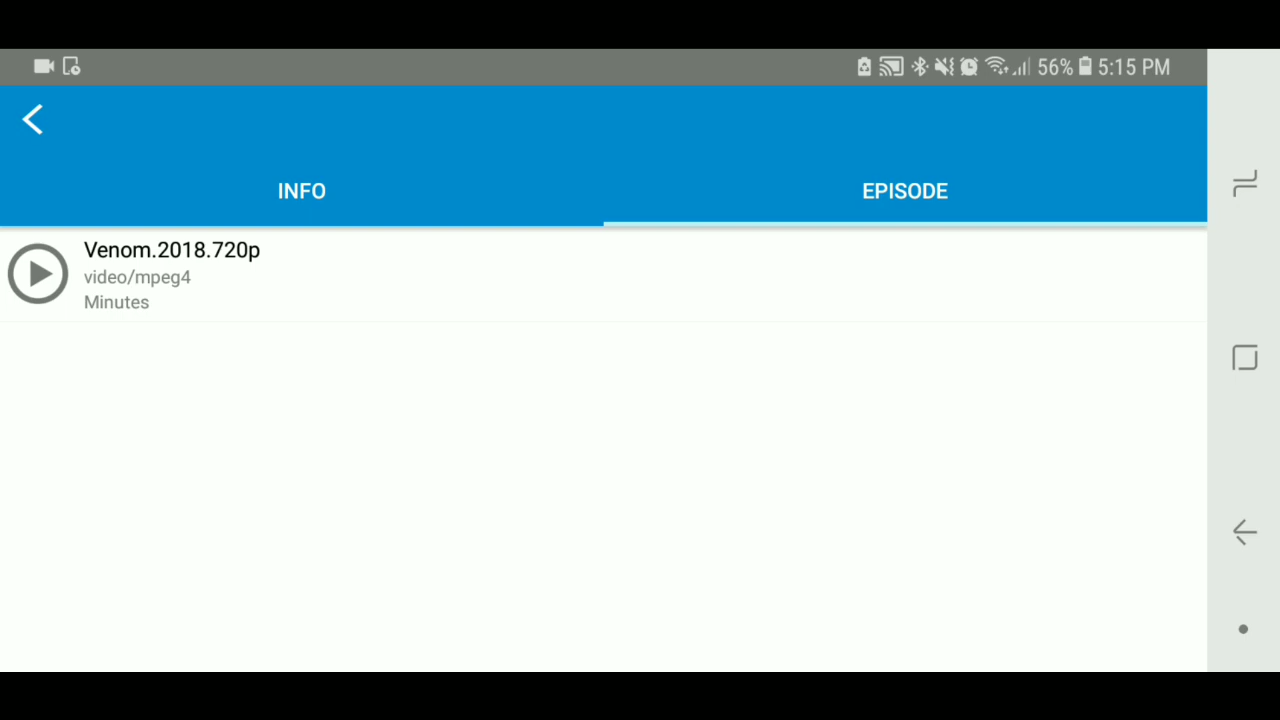 56% 5:15 PM
INFO
EPISODE
Venom.2018.720p
video/mpeg4
Minutes